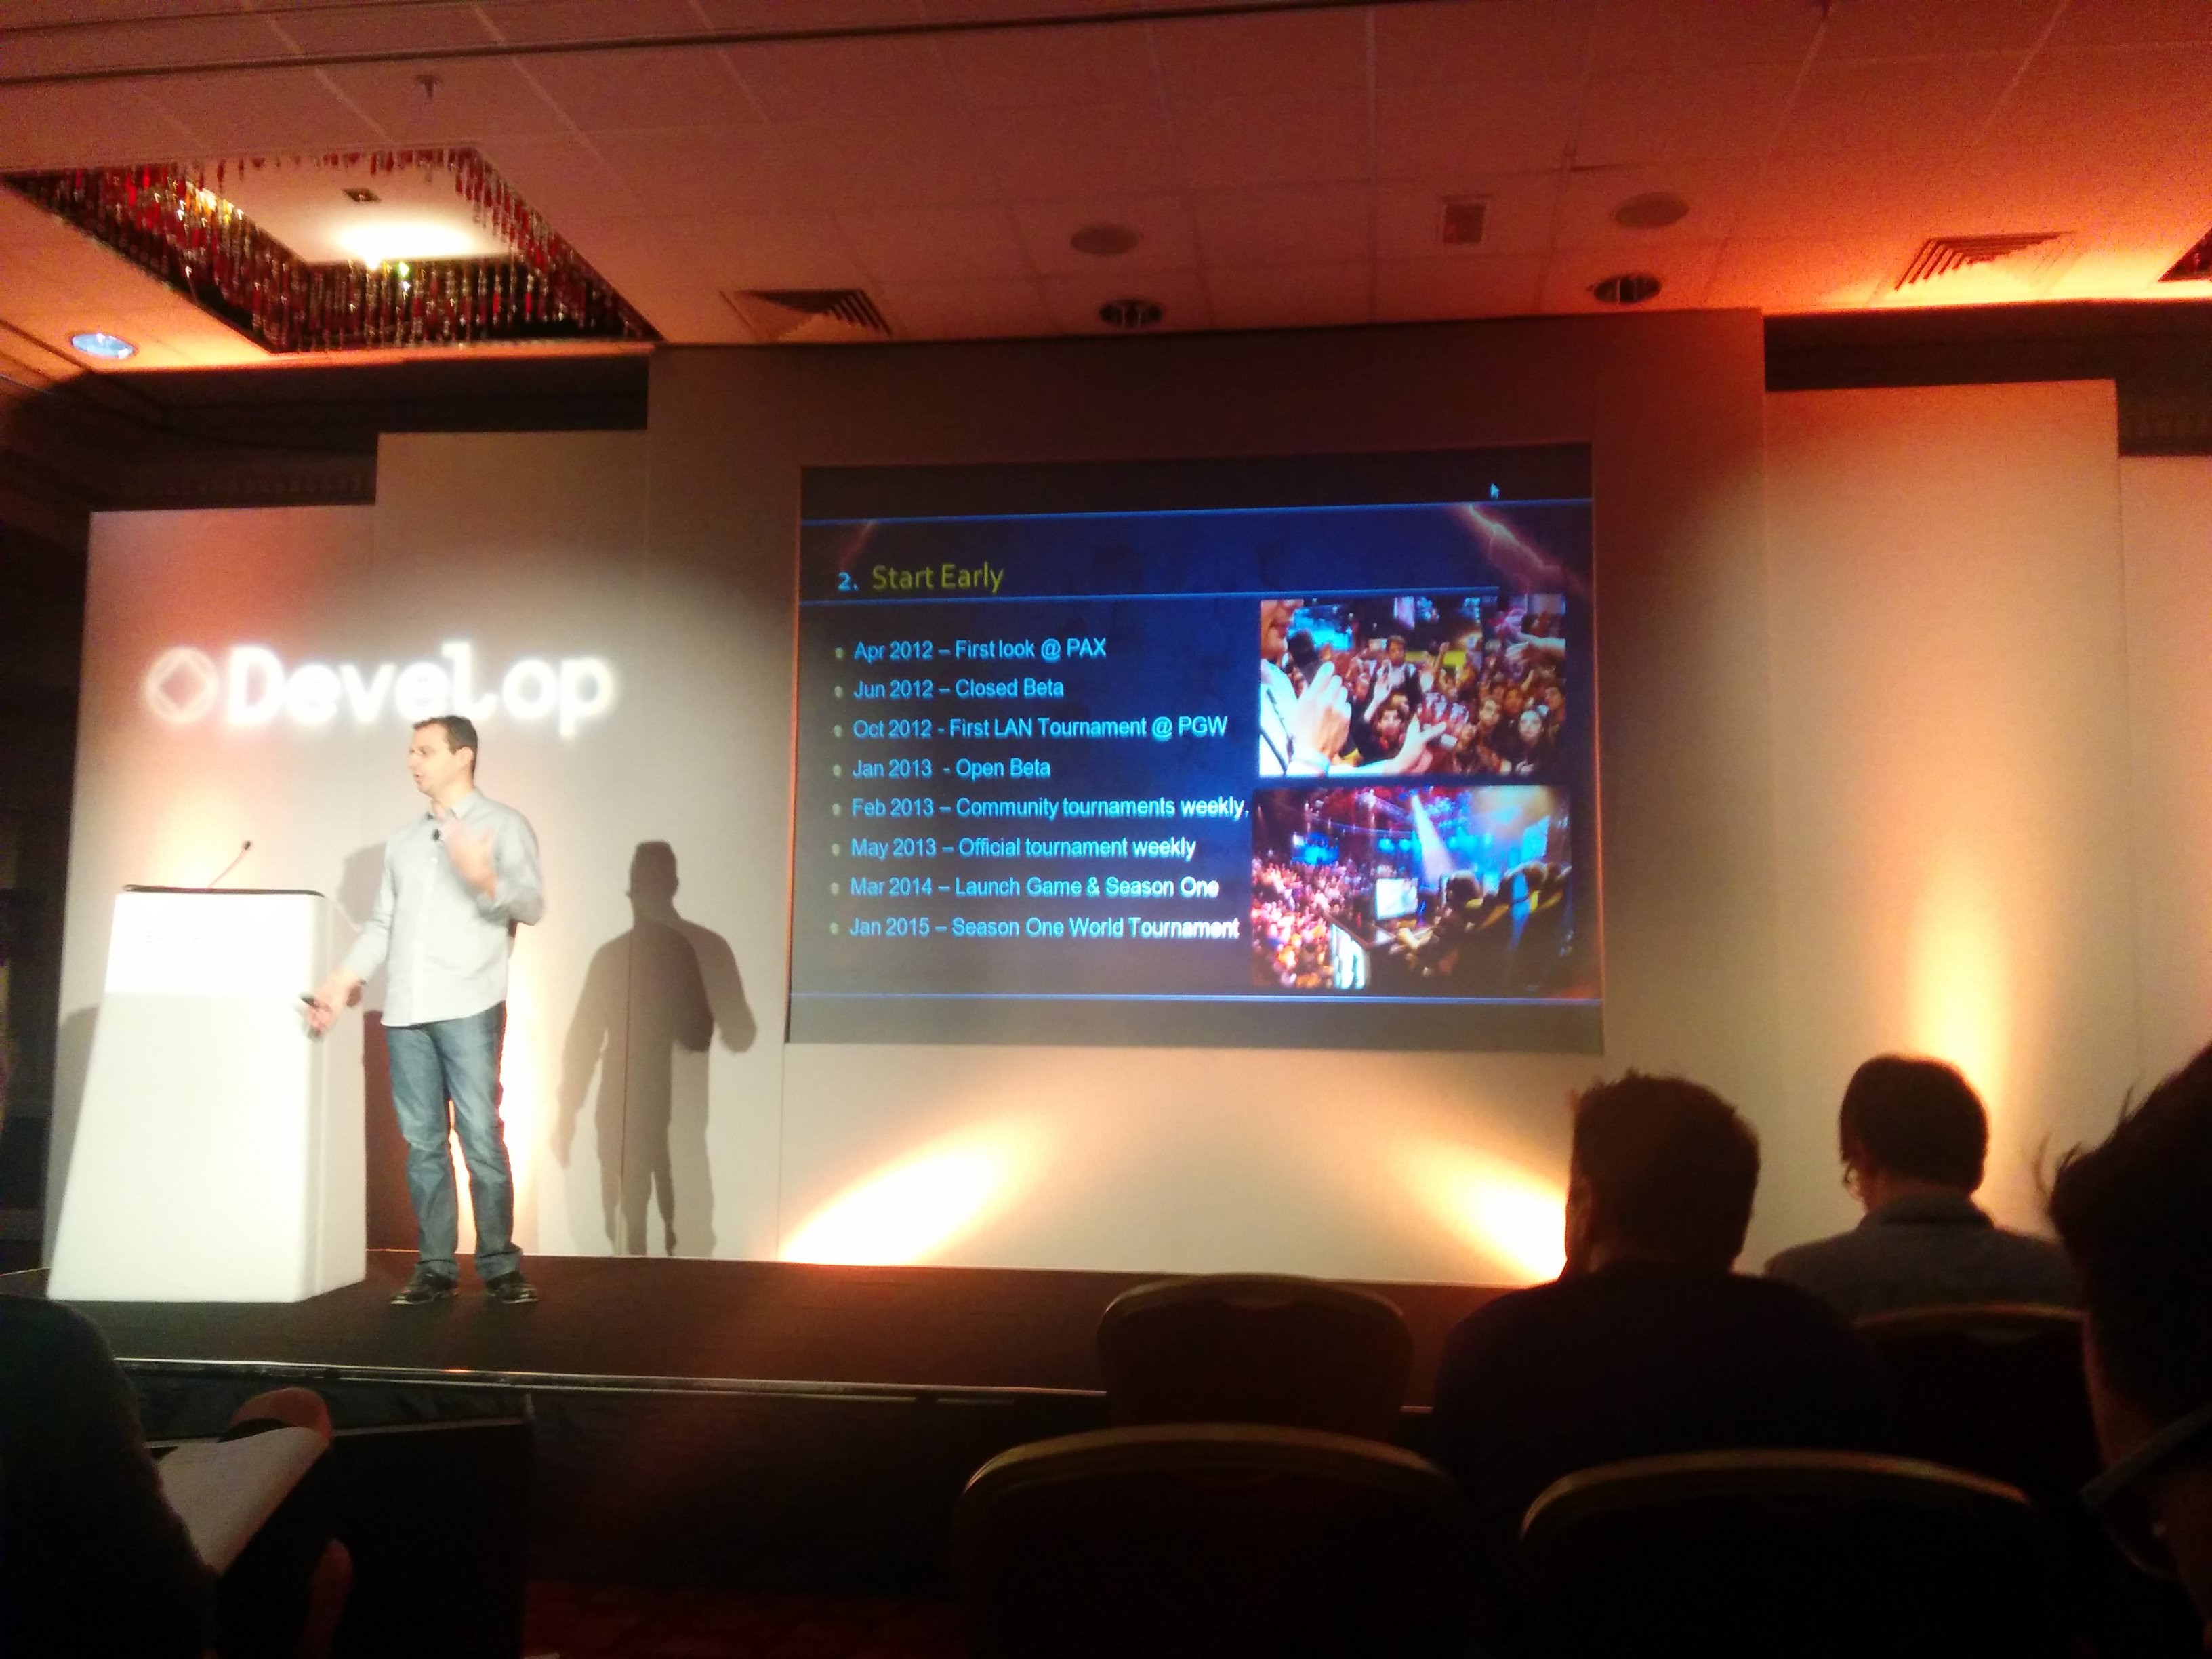 Develop
2. Start Early
Apr 2012 – First look @ PAX
Jun 2012 – Closed Beta
Oct 2012 - First LAN Tournament @ PGW
Jan 2013 - Open Beta
Feb 2013 – Community tournaments weekly,
May 2013 – Official tournament weekly
Mar 2014 – Launch Game & Season One
Jan 2015 – Season One World Tournament